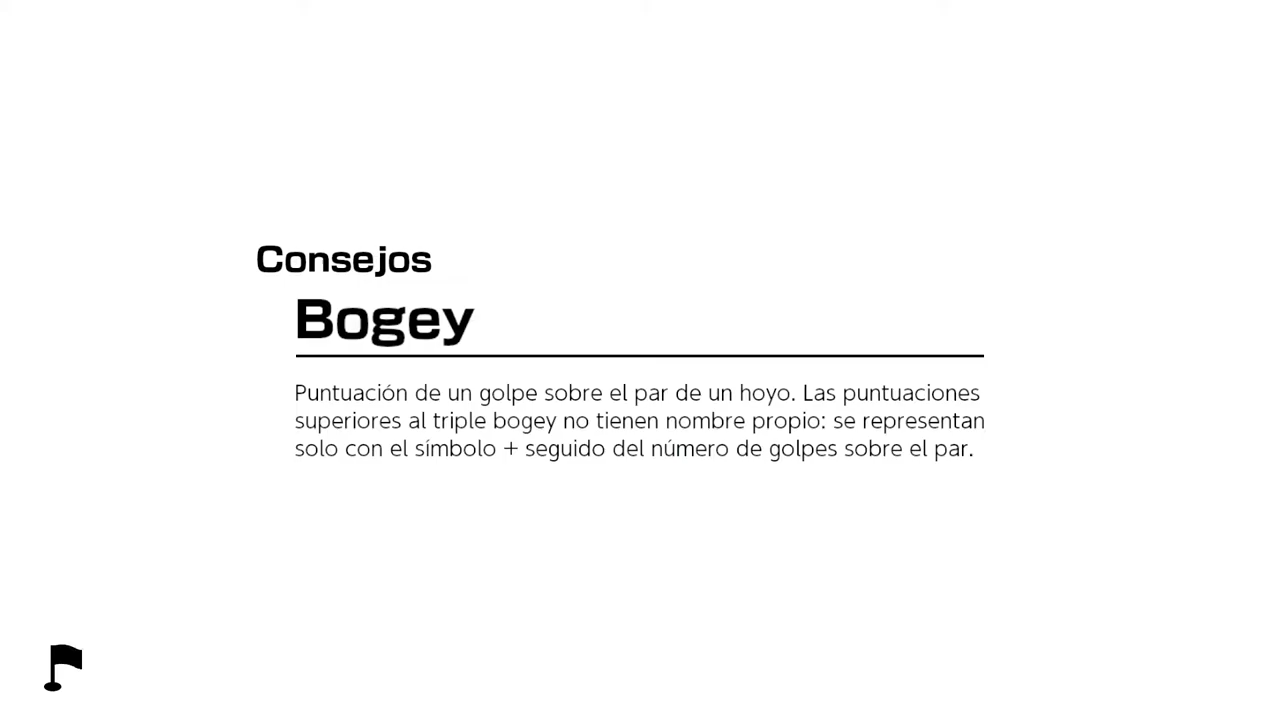 Consejos
Bogey
Puntuación de un golpe sobre el par de un hoyo. Las puntuaciones
superiores al triple bogey no tienen nombre propio: se representan
solo con el símbolo + seguido del número de golpes sobre el par.